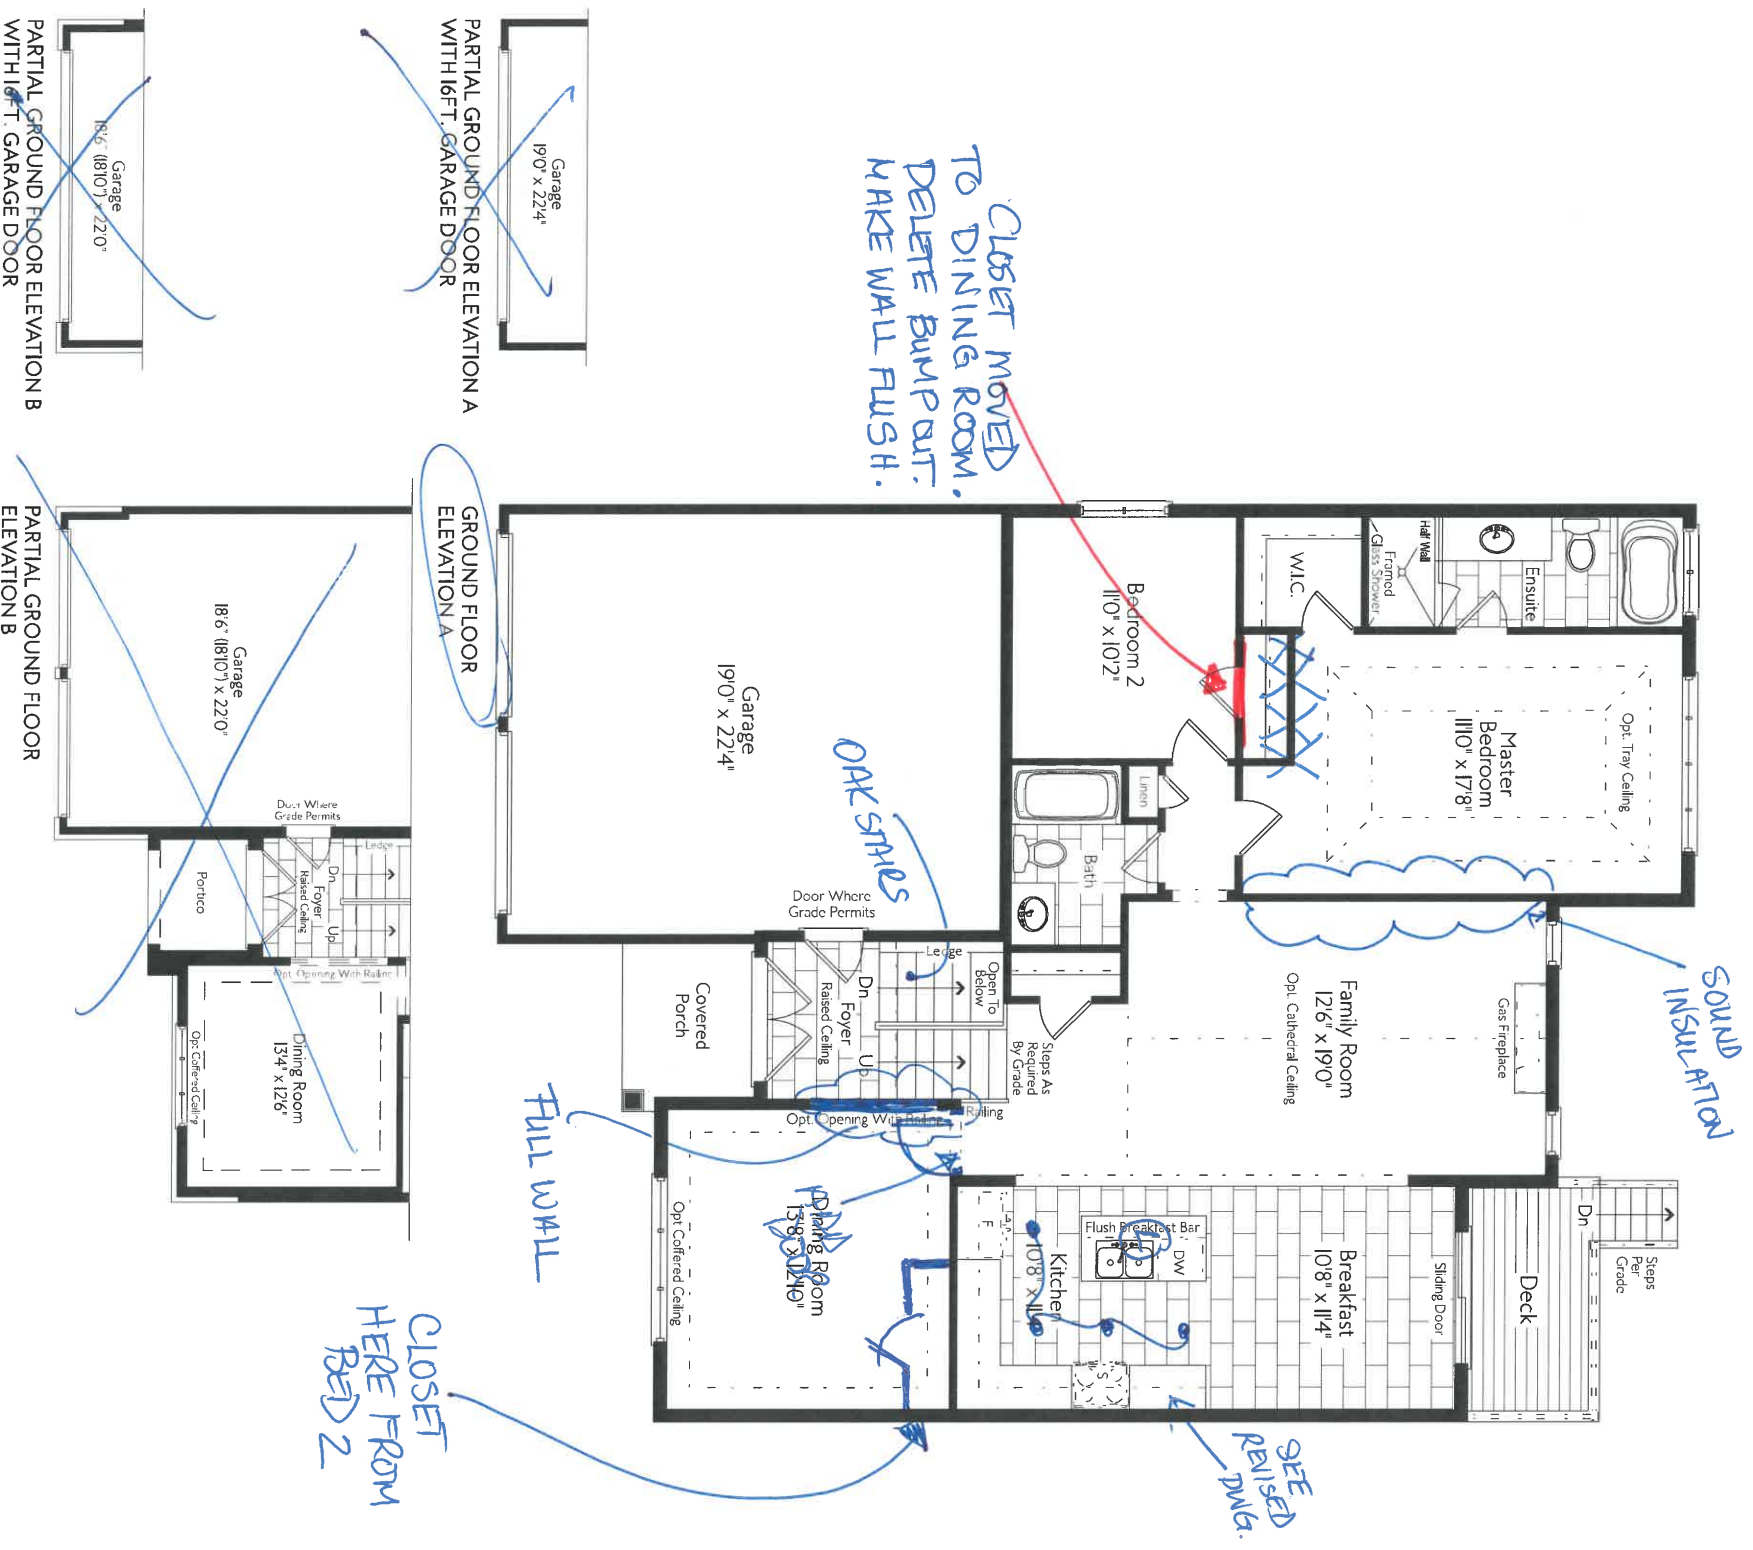 PARTIAL GROUND FLOOR ELEVATION B
WITH 16FT. GARAGE DOOR
Garage
18'6" (18'10") x 22'0"
PARTIAL GROUND FLOOR ELEVATION A
WITH 16FT. GARAGE DOOR
Garage
19'0" x 22'4"
PARTIAL GROUND FLOOR
ELEVATION B
Garage
18'6" (18'10") x 22'0"
Door Where
Grade Permits
Portico
Ledge
Dn
Foyer
Raised Ceiling
Up
Opt. Opening With Railing
Dining Room
13'4" x 12'6"
Opt Coffered Ceiling
GROUND FLOOR
ELEVATION A
Garage
19'0" x 22'4"
Door Where
Grade Permits
Covered
Porch
Ledge
Open To
Below
Dn
Foyer
Raised Ceiling
Up
Steps As
Required
By Grade
Railing
Opt. Opening With Railing
Dining Room
13'8" x 12'10"
Opt Coffered Ceiling
Bedroom 2
11'0" x 10'2"
Linen
Bath
W.I.C.
Half Wall
Framed
Glass Shower
Ensuite
Master
Bedroom
11'10" x 17'8"
Opt. Tray Ceiling
Family Room
12'6" x 19'0"
Opt. Cathedral Ceiling
Gas Fireplace
Flush Breakfast Bar
DW
F
S
Kitchen
10'8" x 11'4"
Breakfast
10'8" x 11'4"
Sliding Door
Deck
Dn
Steps
Per
Grade
CLOSET MOVED
TO DINING ROOM.
DELETE BUMPOUT.
MAKE WALL FLUSH.
OAK STAIRS
SOUND
INSULATION
FULL WALL
CLOSET
HERE FROM
BED 2
SEE
REVISED
DWG.